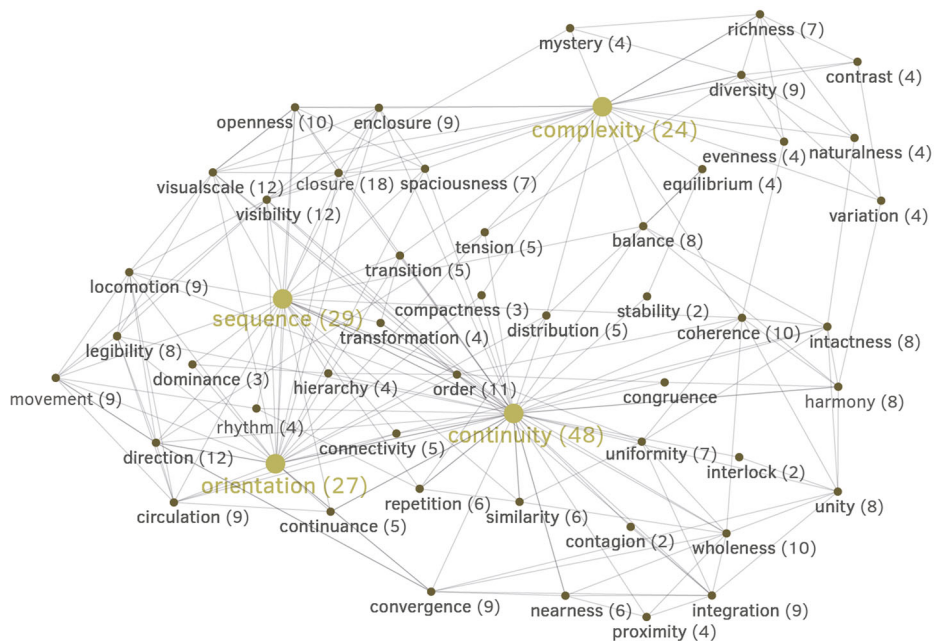 richness (7)
mystery (4)
contrast (4)
diversity (9)
openness (10)
enclosure (9)
complexity (24)
evenness (4)
naturalness (4)
visualscale (12)
closure (18)
spaciousness (7)
equilibrium (4)
visibility (12)
variation (4)
tension (5)
balance (8)
transition (5)
locomotion (9)
compactness (3)
stability (2)
sequence (29)
transformation (4)
distribution (5)
coherence (10)
intactness (8)
legibility (8)
dominance (3)
hierarchy (4)
order (11)
congruence
movement (9)
harmony (8)
rhythm (4)
continuity (48)
connectivity (5)
uniformity (7)
direction (12)
interlock (2)
orientation (27)
repetition (6)
similarity (6)
unity (8)
circulation (9)
continuance (5)
contagion (2)
wholeness (10)
convergence (9)
nearness (6)
integration (9)
proximity (4)